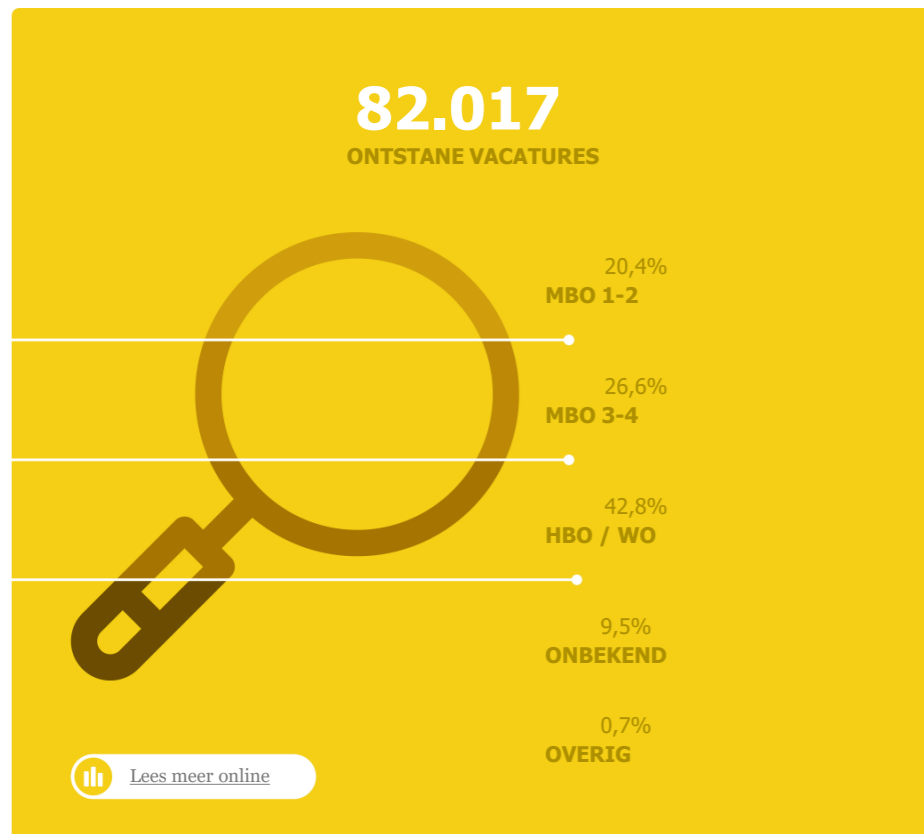 82.017
ONTSTANE VACATURES
20,4%
MBO 1-2
26,6%
MBO 3-4
42,8%
HBO / WO
9,5%
ONBEKEND
0,7%
OVERIG
Lees meer online